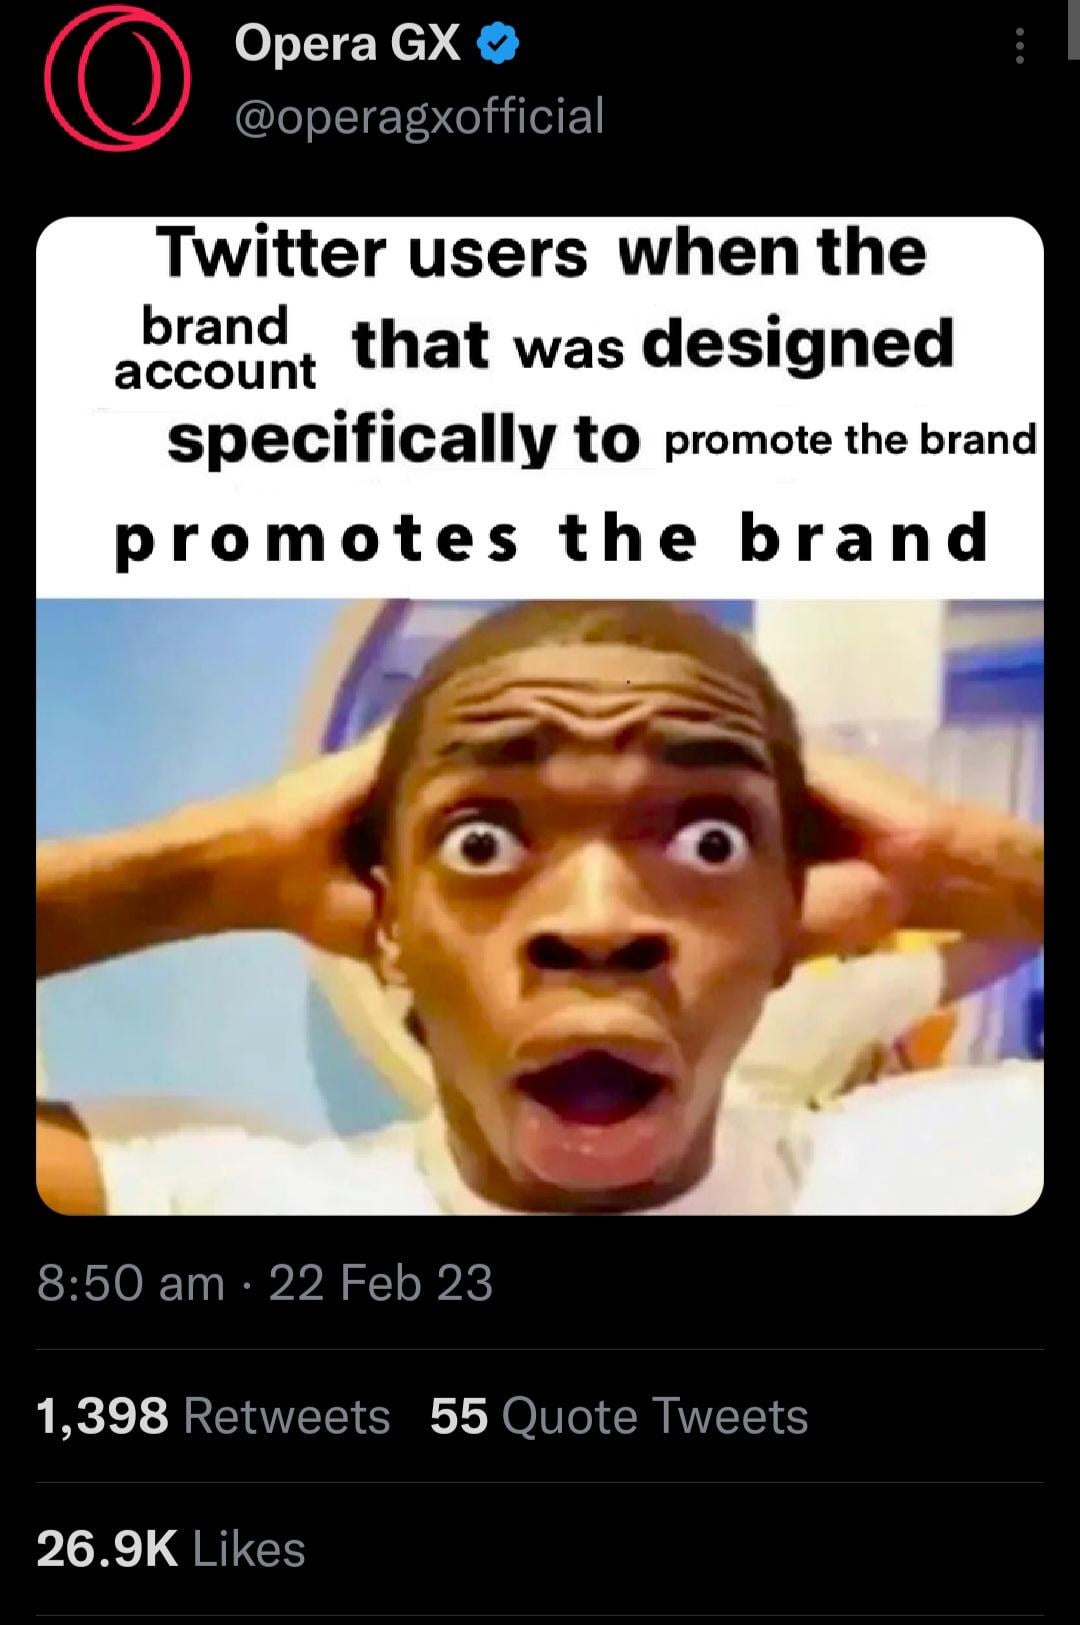 Opera GX
@operagxofficial
Twitter users when the
brand account that was designed
specifically to promote the brand
promotes the brand
8:50 am · 22 Feb 23
1,398 Retweets 55 Quote Tweets
26.9K Likes